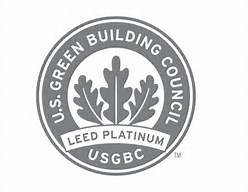 U.S. GREEN BUILDING COUNCIL
LEED PLATINUM
USGBC
TM